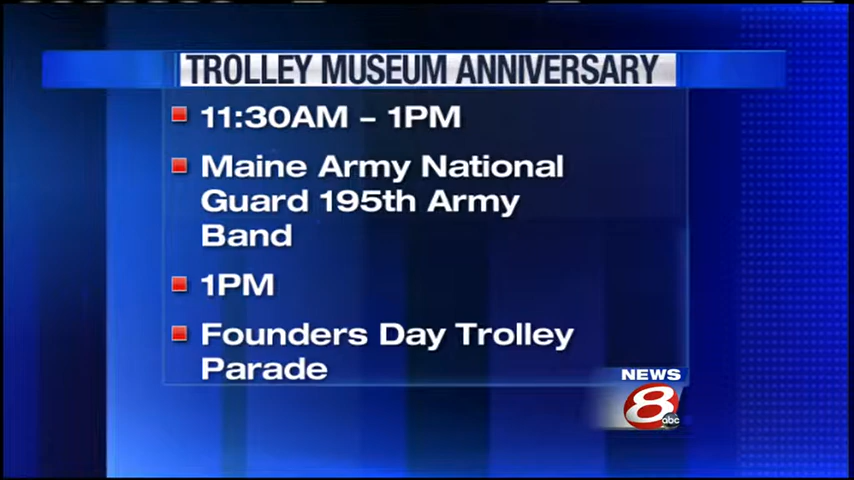 TROLLEY MUSEUM ANNIVERSARY
11:30AM – 1PM
Maine Army National
Guard 195th Army
Band
1PM
Founders Day Trolley
Parade
NEWS
8
abc